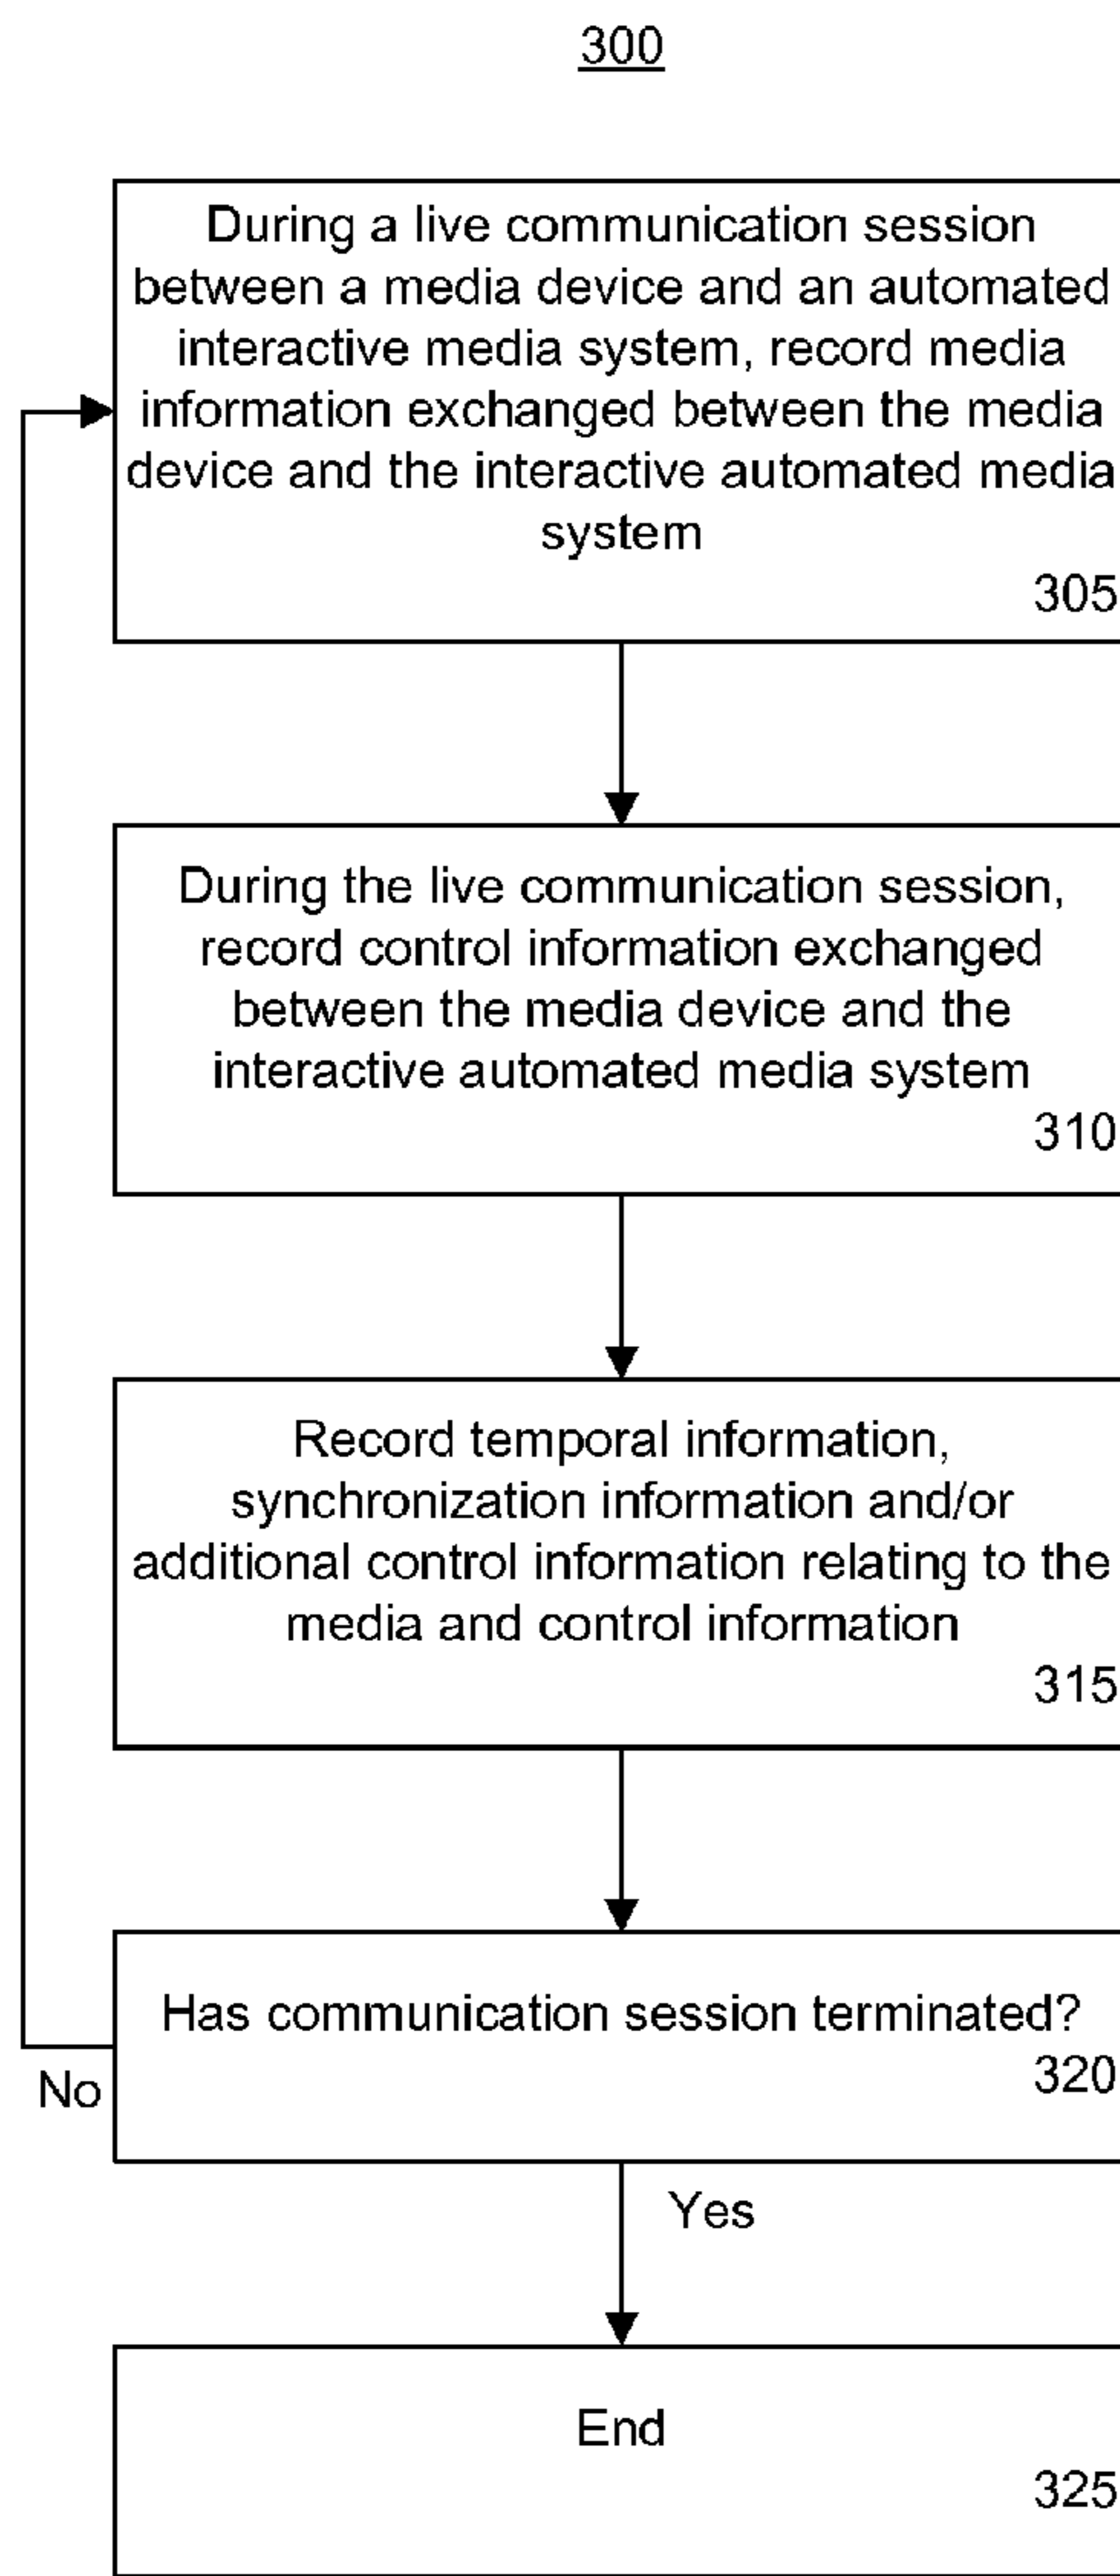 300
During a live communication session
between a media device and an automated
interactive media system, record media
information exchanged between the media
device and the interactive automated media
system
305
During the live communication session,
record control information exchanged
between the media device and the
interactive automated media system
310
Record temporal information,
synchronization information and/or
additional control information relating to the
media and control information
315
Has communication session terminated?
320
No
Yes
End
325